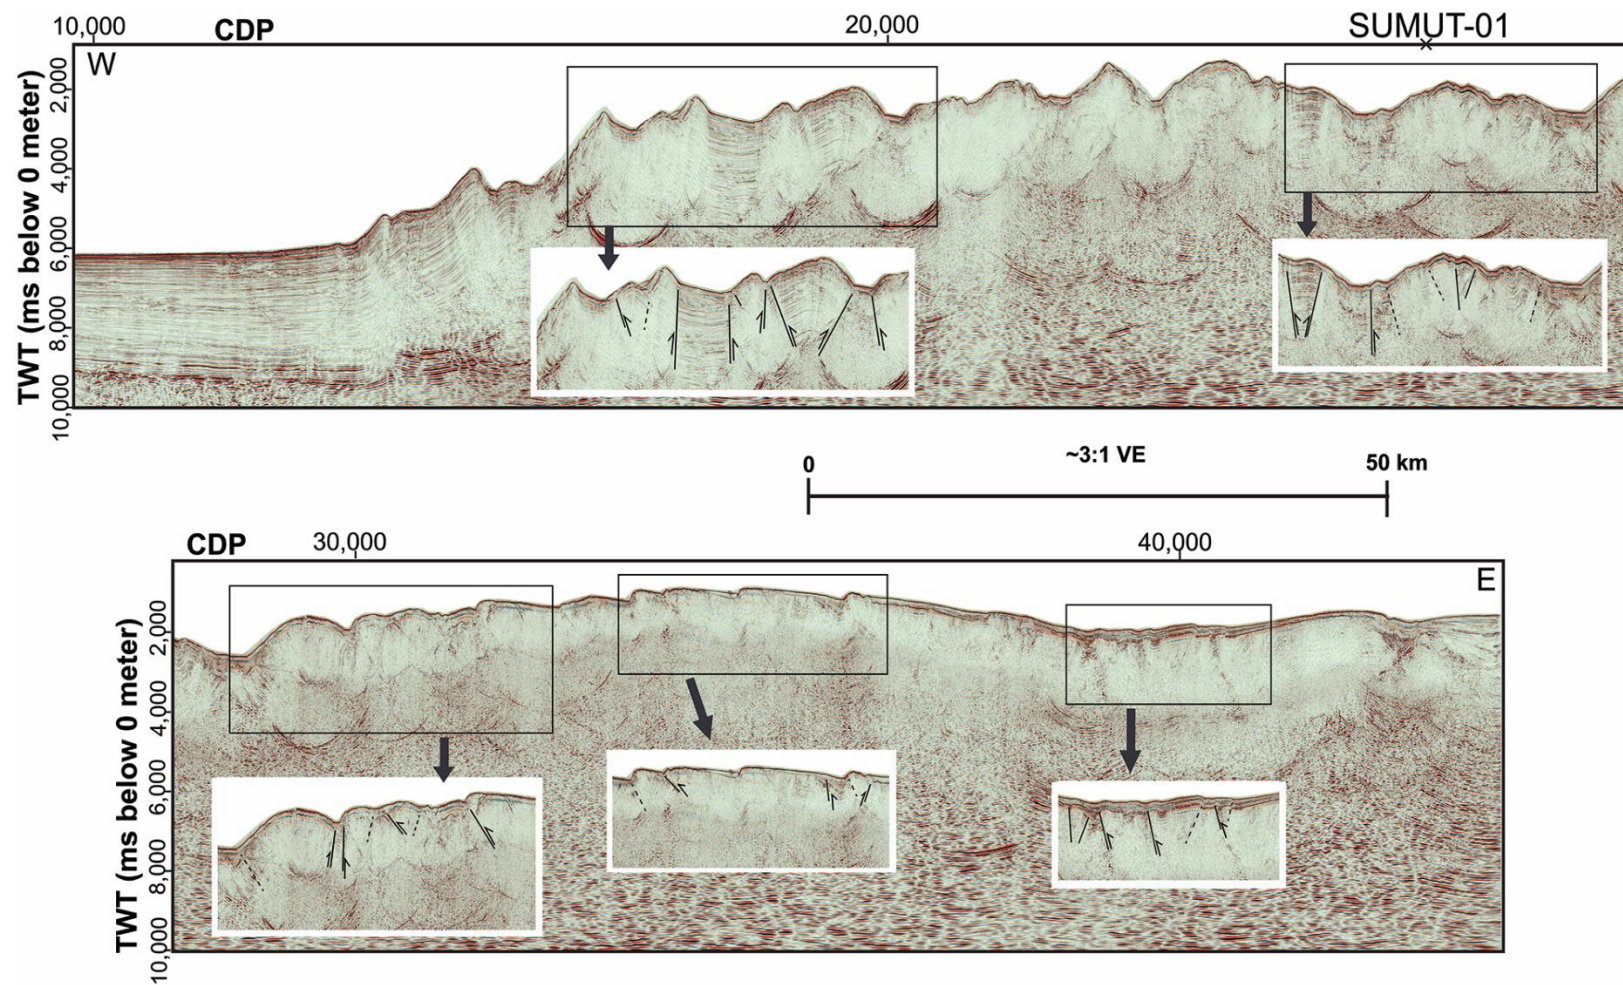 10,000
CDP
20,000
SUMUT-01
W
TWT (ms below 0 meter)
2,000
4,000
6,000
8,000
10,000
0
~3:1 VE
50 km
CDP
30,000
40,000
E
TWT (ms below 0 meter)
2,000
4,000
6,000
8,000
10,000